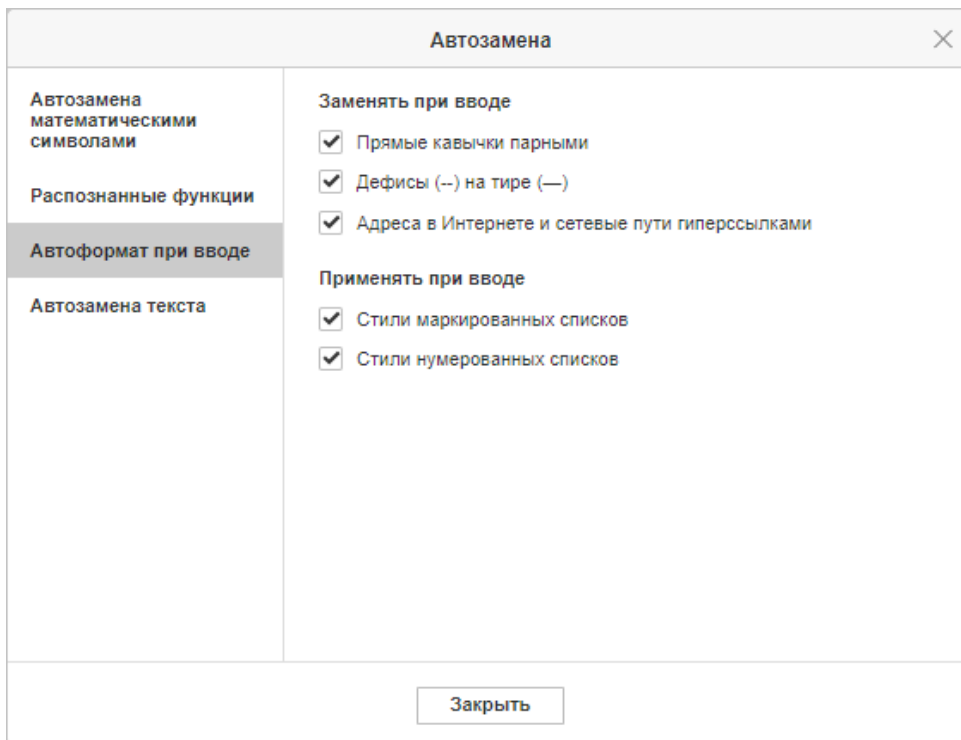 Автозамена
Автозамена
математическими
символами
Распознанные функции
Автоформат при вводе
Автозамена текста
Заменять при вводе
Прямые кавычки парными
Дефисы (--) на тире (—)
Адреса в Интернете и сетевые пути гиперссылками
Применять при вводе
Стили маркированных списков
Стили нумерованных списков
Закрыть